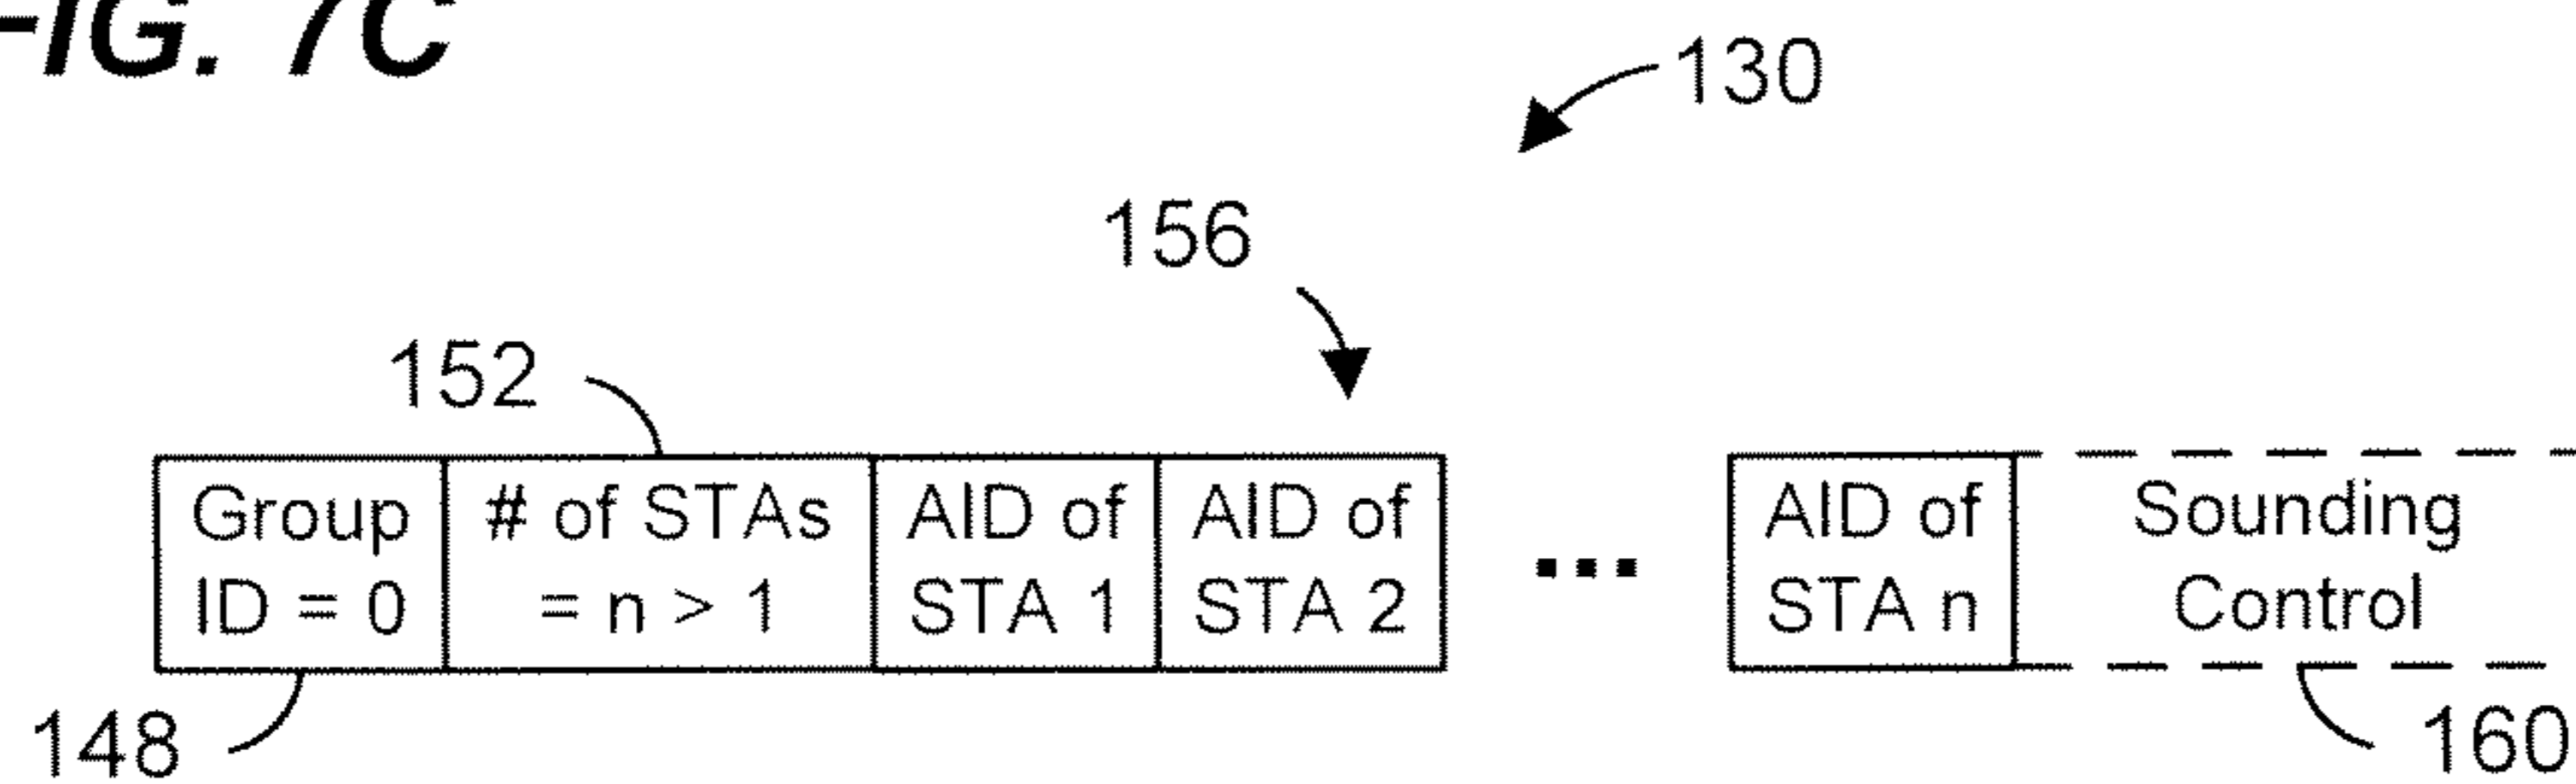 FIG. 7C
130
156
152
Group ID = 0
# of STAs = n > 1
AID of STA 1
AID of STA 2
...
AID of STA n
Sounding Control
148
160